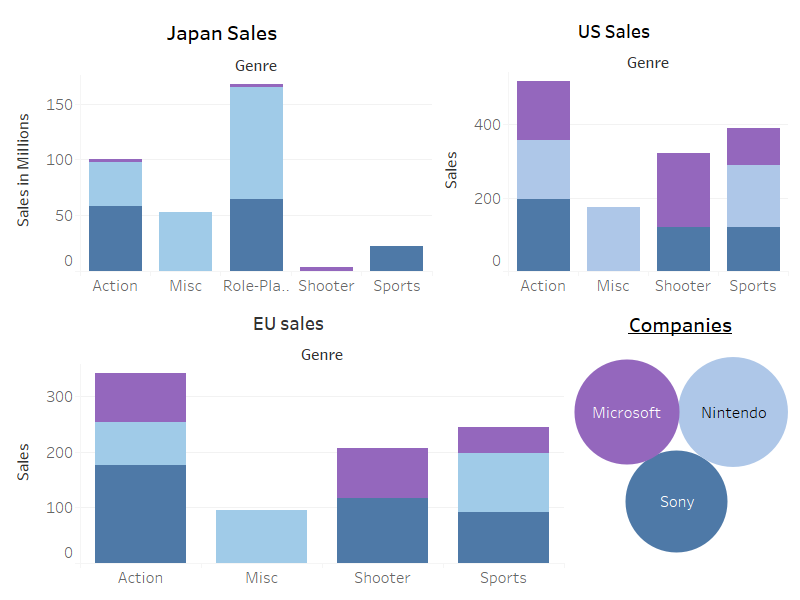 Japan Sales
Genre
Sales in Millions
150
100
50
0
Action Misc Role-Pla.. Shooter Sports
US Sales
Genre
Sales
400
200
0
Action Misc Shooter Sports
EU sales
Genre
Sales
300
200
100
0
Action Misc Shooter Sports
Companies
Microsoft
Nintendo
Sony